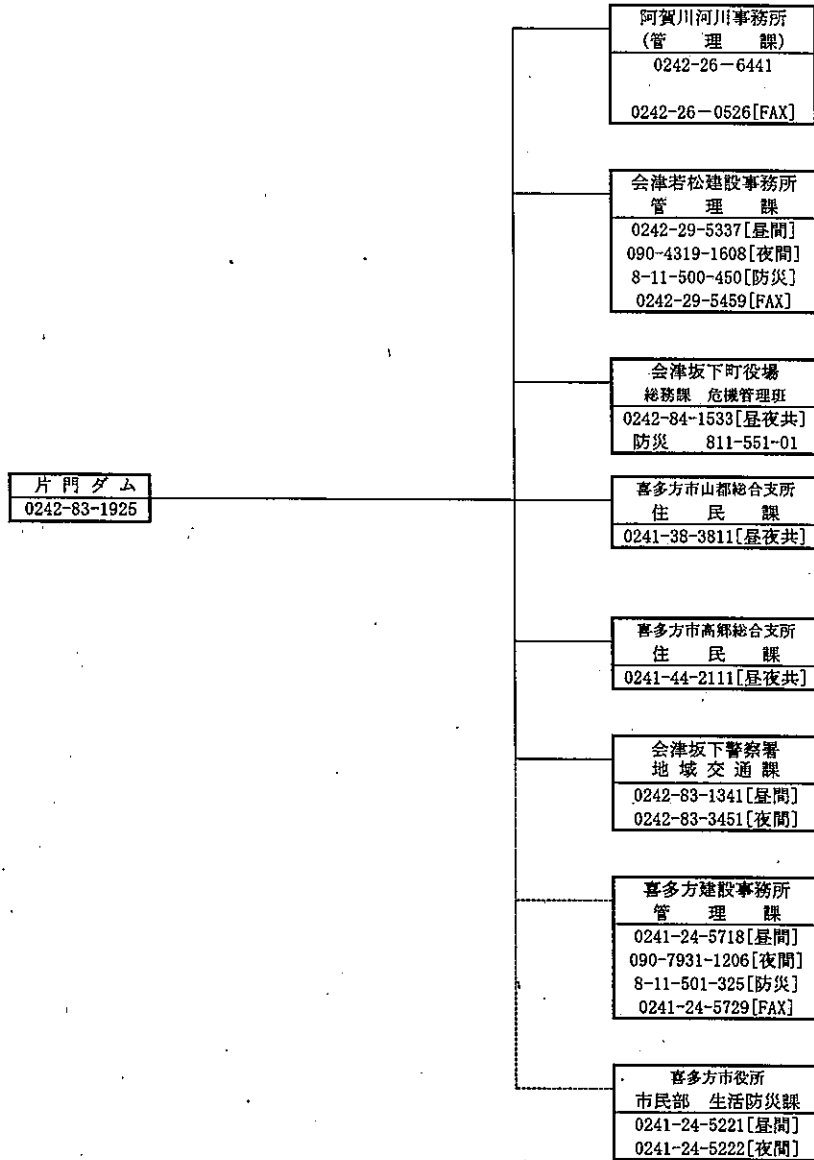 阿賀川河川事務所
(管 理 課)
0242-26-6441
0242-26-0526[FAX]
会津若松建設事務所
管 理 課
0242-29-5337[昼間]
090-4319-1608[夜間]
8-11-500-450[防災]
0242-29-5459[FAX]
会津坂下町役場
総務課 危機管理班
0242-84-1533[昼夜共]
防災 811-551-01
片門ダム
0242-83-1925
喜多方市山都総合支所
住 民 課
0241-38-3811[昼夜共]
喜多方市高郷総合支所
住 民 課
0241-44-2111[昼夜共]
会津坂下警察署
地域交通課
0242-83-1341[昼間]
0242-83-3451[夜間]
喜多方建設事務所
管 理 課
0241-24-5718[昼間]
090-7931-1206[夜間]
8-11-501-325[防災]
0241-24-5729[FAX]
喜多方市役所
市民部 生活防災課
0241-24-5221[昼間]
0241-24-5222[夜間]